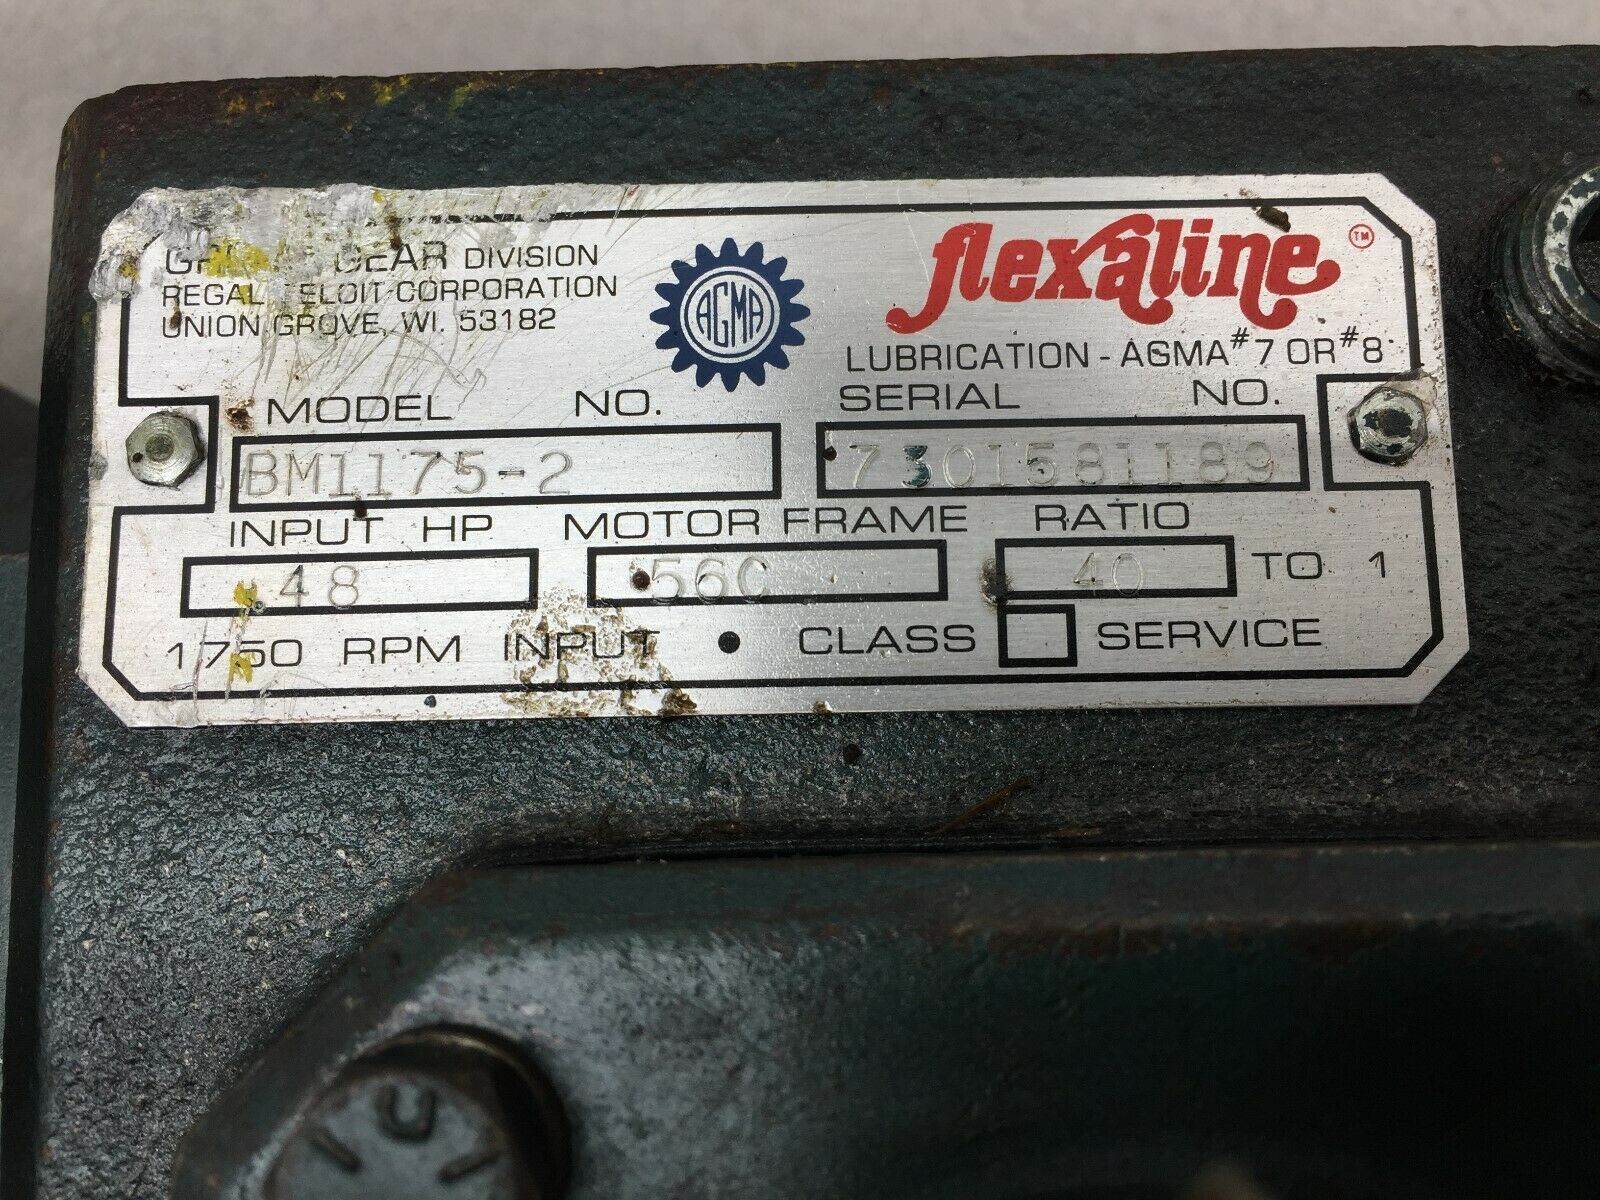 GEAR DIVISION
REGAL BELOIT CORPORATION
UNION GROVE, WI. 53182
AGMA
flexaline TM
LUBRICATION - AGMA #7 OR #8
MODEL NO. SERIAL NO.
BM1175-2 7301581189
INPUT HP MOTOR FRAME RATIO
.48 56C 40 TO 1
1750 RPM INPUT • CLASS SERVICE